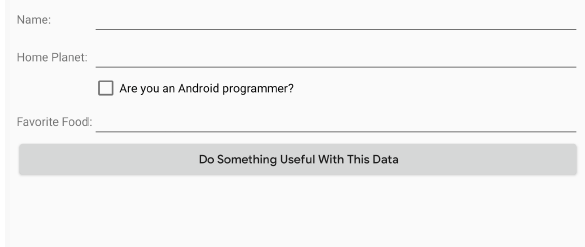 Name:
Home Planet:
Are you an Android programmer?
Favorite Food:
Do Something Useful With This Data